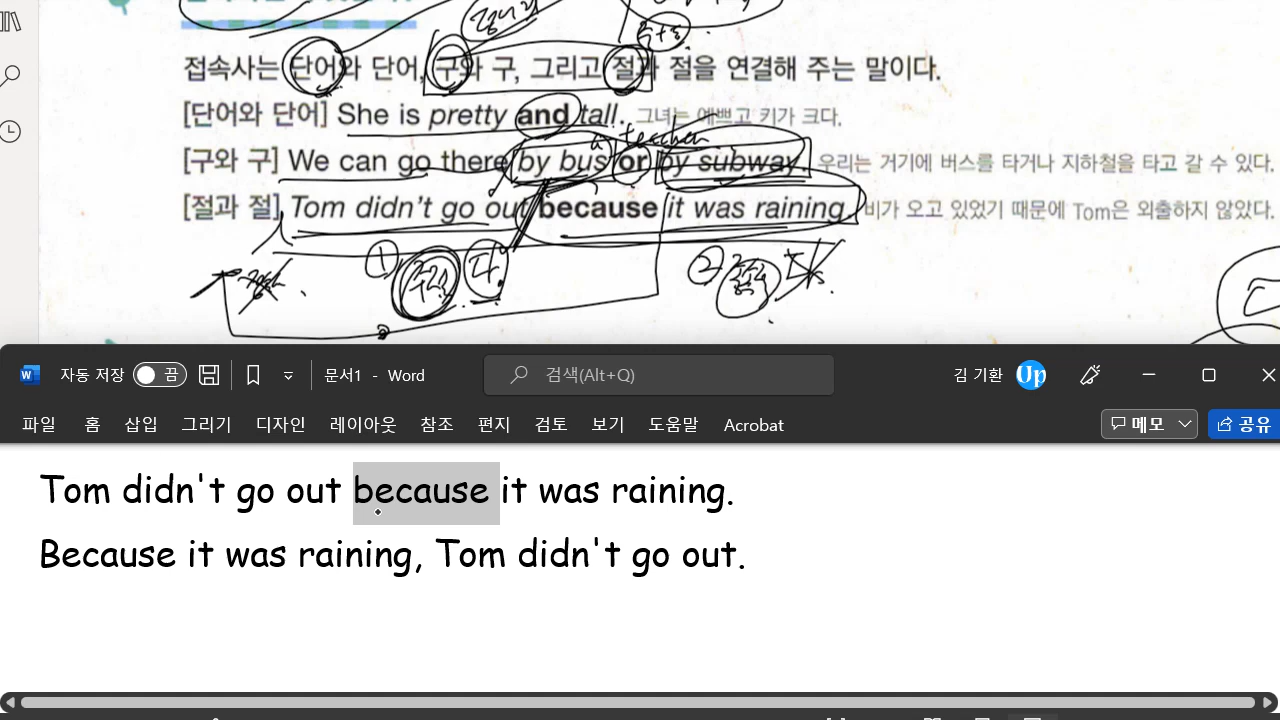 접속사는 단어와 단어, 구와 구, 그리고 절과 절을 연결해 주는 말이다.
[단어와 단어] She is pretty and tall. 그녀는 예쁘고 키가 크다.
a teacher
[구와 구] We can go there by bus or by subway. 우리는 거기에 버스를 타거나 지하철을 타고 갈 수 있다.
[절과 절] Tom didn't go out because it was raining. 비가 오고 있었기 때문에 Tom은 외출하지 않았다.
① ②
자동 저장 끔 문서1 - Word 검색(Alt+Q) 김 기환 Up
파일 홈 삽입 그리기 디자인 레이아웃 참조 편지 검토 보기 도움말 Acrobat 메모 공유
Tom didn't go out because it was raining.
Because it was raining, Tom didn't go out.